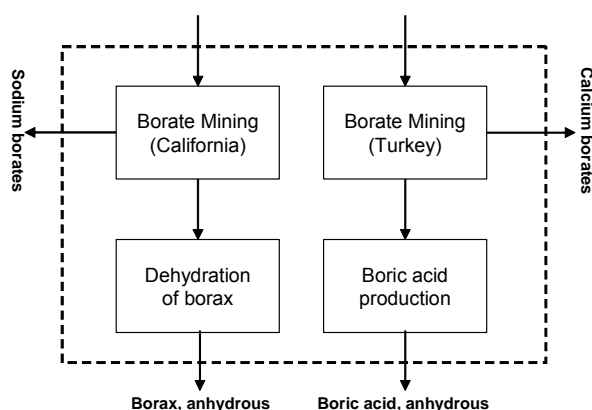 Sodium borates
Borate Mining
(California)
Borate Mining
(Turkey)
Calcium borates
Dehydration
of borax
Boric acid
production
Borax, anhydrous
Boric acid, anhydrous